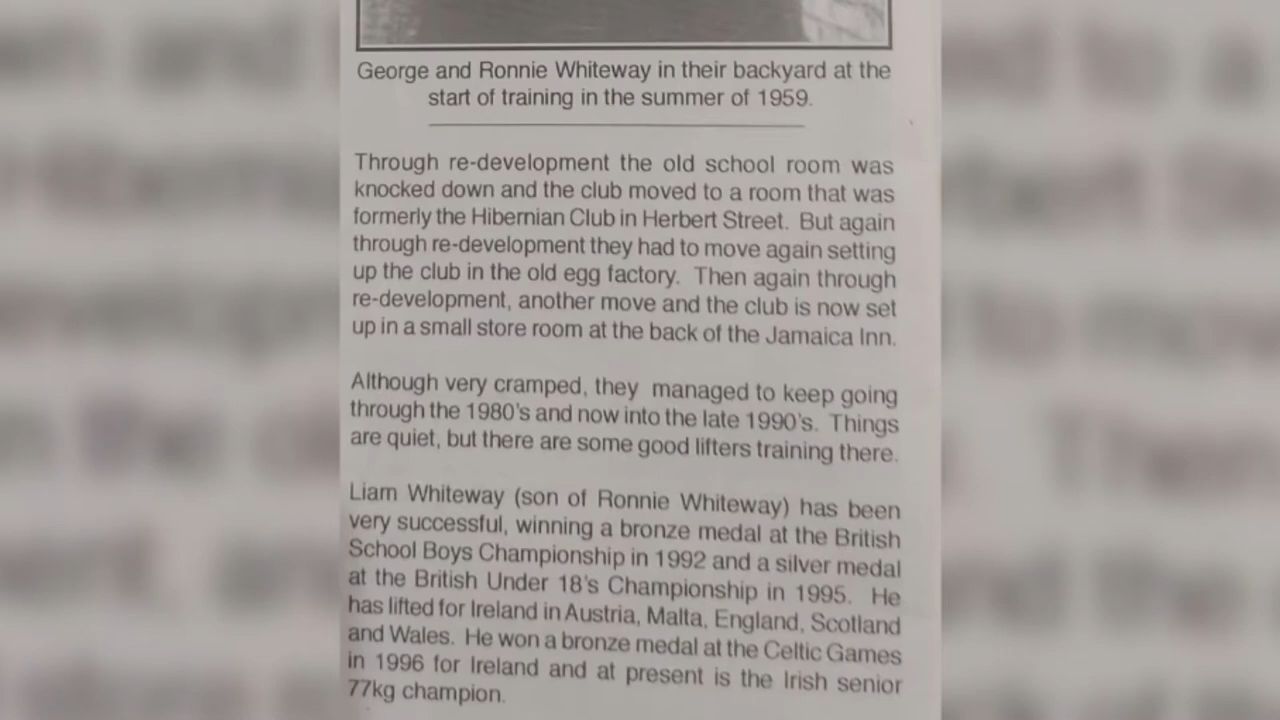 George and Ronnie Whiteway in their backyard at the
start of training in the summer of 1959.
Through re-development the old school room was
knocked down and the club moved to a room that was
formerly the Hibernian Club in Herbert Street. But again
through re-development they had to move again setting
up the club in the old egg factory. Then again through
re-development, another move and the club is now set
up in a small store room at the back of the Jamaica Inn.
Although very cramped, they managed to keep going
through the 1980's and now into the late 1990's. Things
are quiet, but there are some good lifters training there.
Liam Whiteway (son of Ronnie Whiteway) has been
very successful, winning a bronze medal at the British
School Boys Championship in 1992 and a silver medal
at the British Under 18's Championship in 1995. He
has lifted for Ireland in Austria, Malta, England, Scotland
and Wales. He won a bronze medal at the Celtic Games
in 1996 for Ireland and at present is the Irish senior
77kg champion.